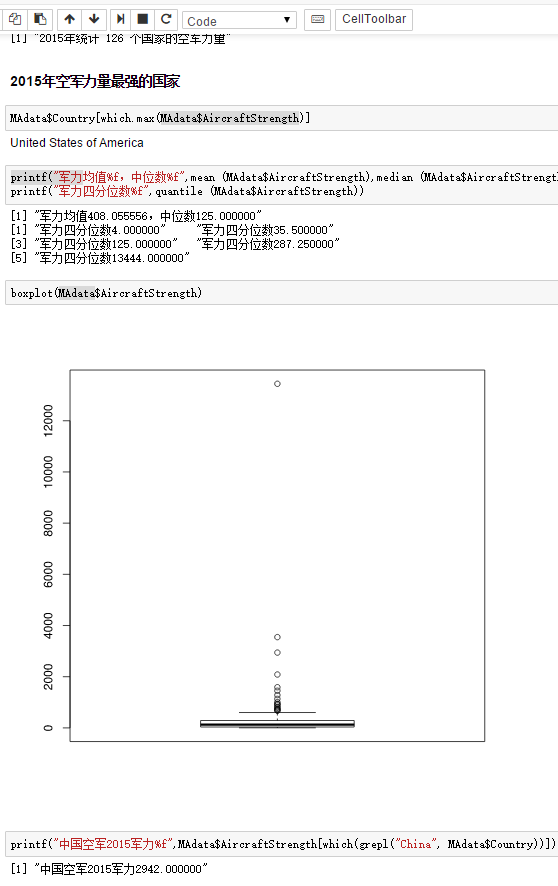 Code
CellToolbar
[1] "2015年统计 126 个国家的空军力量"
2015年空军力量最强的国家
MAdata$Country[which.max(MAdata$AircraftStrength)]
United States of America
printf("军力均值%f，中位数%f",mean (MAdata$AircraftStrength),median (MAdata$AircraftStrength
printf("军力四分位数%f",quantile (MAdata$AircraftStrength))
[1] "军力均值408.055556，中位数125.000000"
[1] "军力四分位数4.000000" "军力四分位数35.500000"
[3] "军力四分位数125.000000" "军力四分位数287.250000"
[5] "军力四分位数13444.000000"
boxplot(MAdata$AircraftStrength)
12000
10000
8000
6000
4000
2000
0
printf("中国空军2015军力%f",MAdata$AircraftStrength[which(grepl("China", MAdata$Country))])
[1] "中国空军2015军力2942.000000"